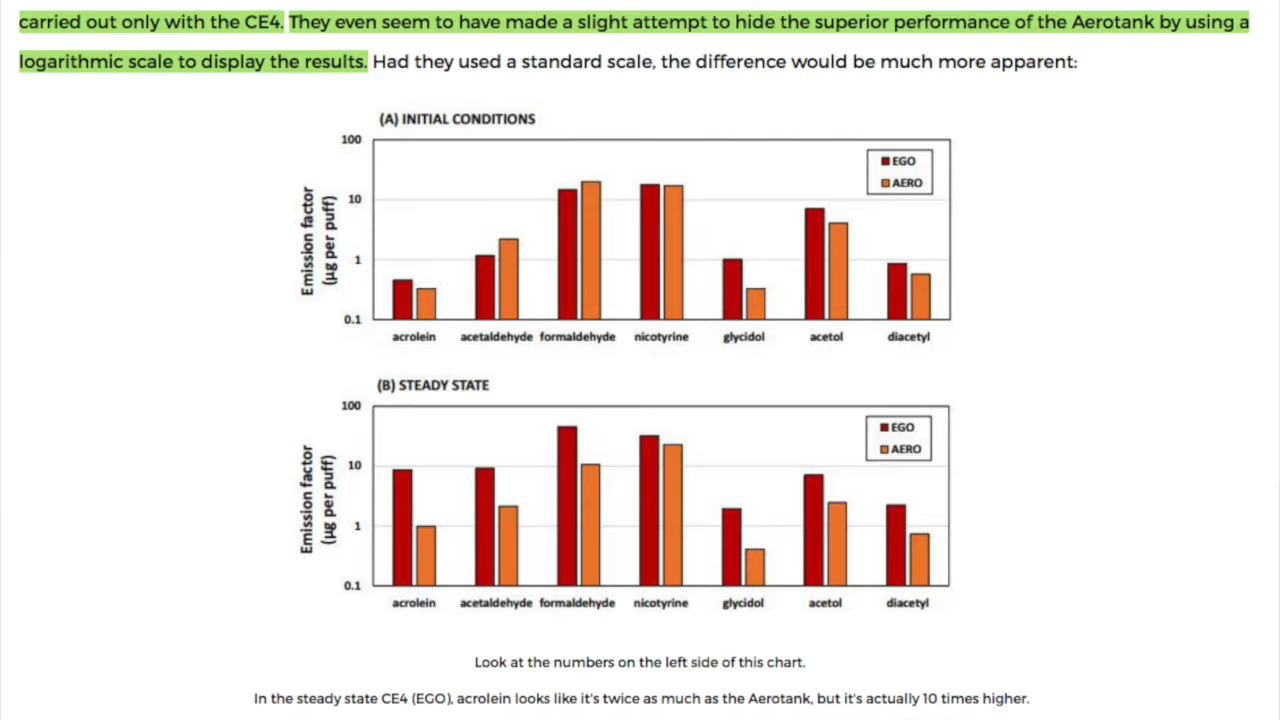 carried out only with the CE4. They even seem to have made a slight attempt to hide the superior performance of the Aerotank by using a
logarithmic scale to display the results. Had they used a standard scale, the difference would be much more apparent:
(A) INITIAL CONDITIONS
Emission factor
(µg per puff)
100
10
1
0.1
EGO
AERO
acrolein acetaldehyde formaldehyde nicotyrine glycidol acetol diacetyl
(B) STEADY STATE
Emission factor
(µg per puff)
100
10
1
0.1
EGO
AERO
acrolein acetaldehyde formaldehyde nicotyrine glycidol acetol diacetyl
Look at the numbers on the left side of this chart.
In the steady state CE4 (EGO), acrolein looks like it's twice as much as the Aerotank, but it's actually 10 times higher.